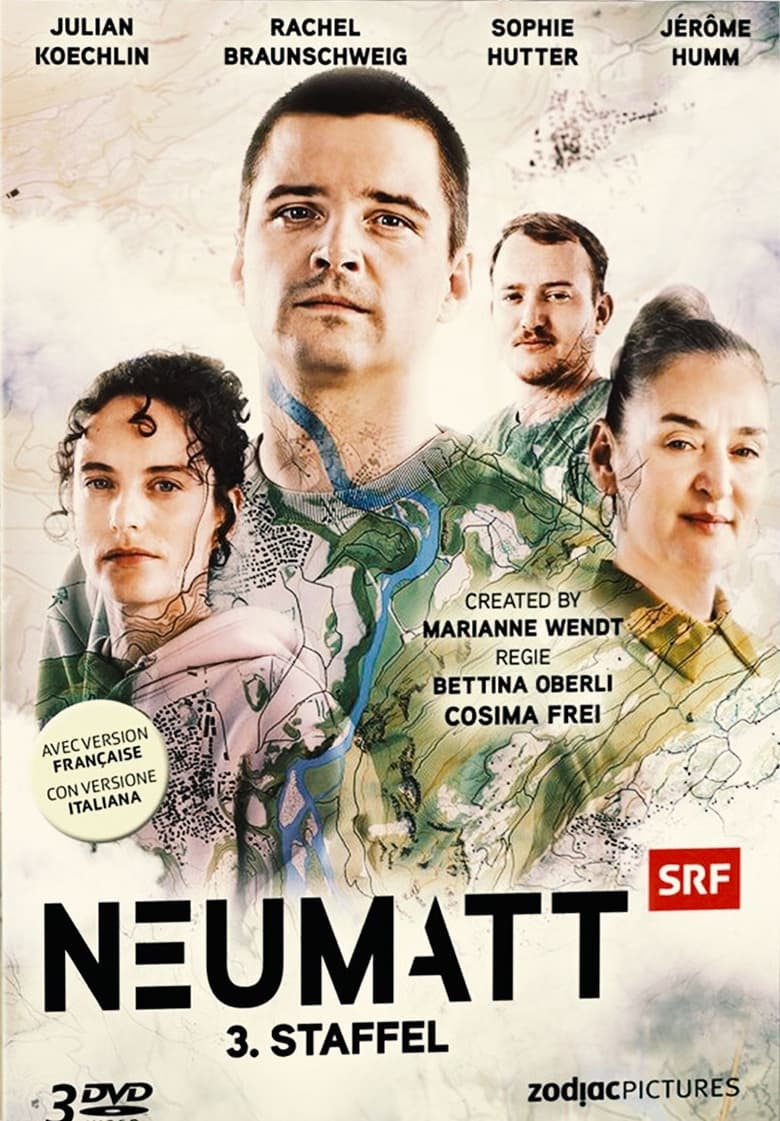 JULIAN
KOECHLIN
RACHEL
BRAUNSCHWEIG
SOPHIE
HUTTER
JÉRÔME
HUMM
CREATED BY
MARIANNE WENDT
REGIE
BETTINA OBERLI
COSIMA FREI
AVEC VERSION
FRANÇAISE
CON VERSIONE
ITALIANA
SRF
NEUMATT
3. STAFFEL
3 DVD
VIDEO
zodiacPICTURES